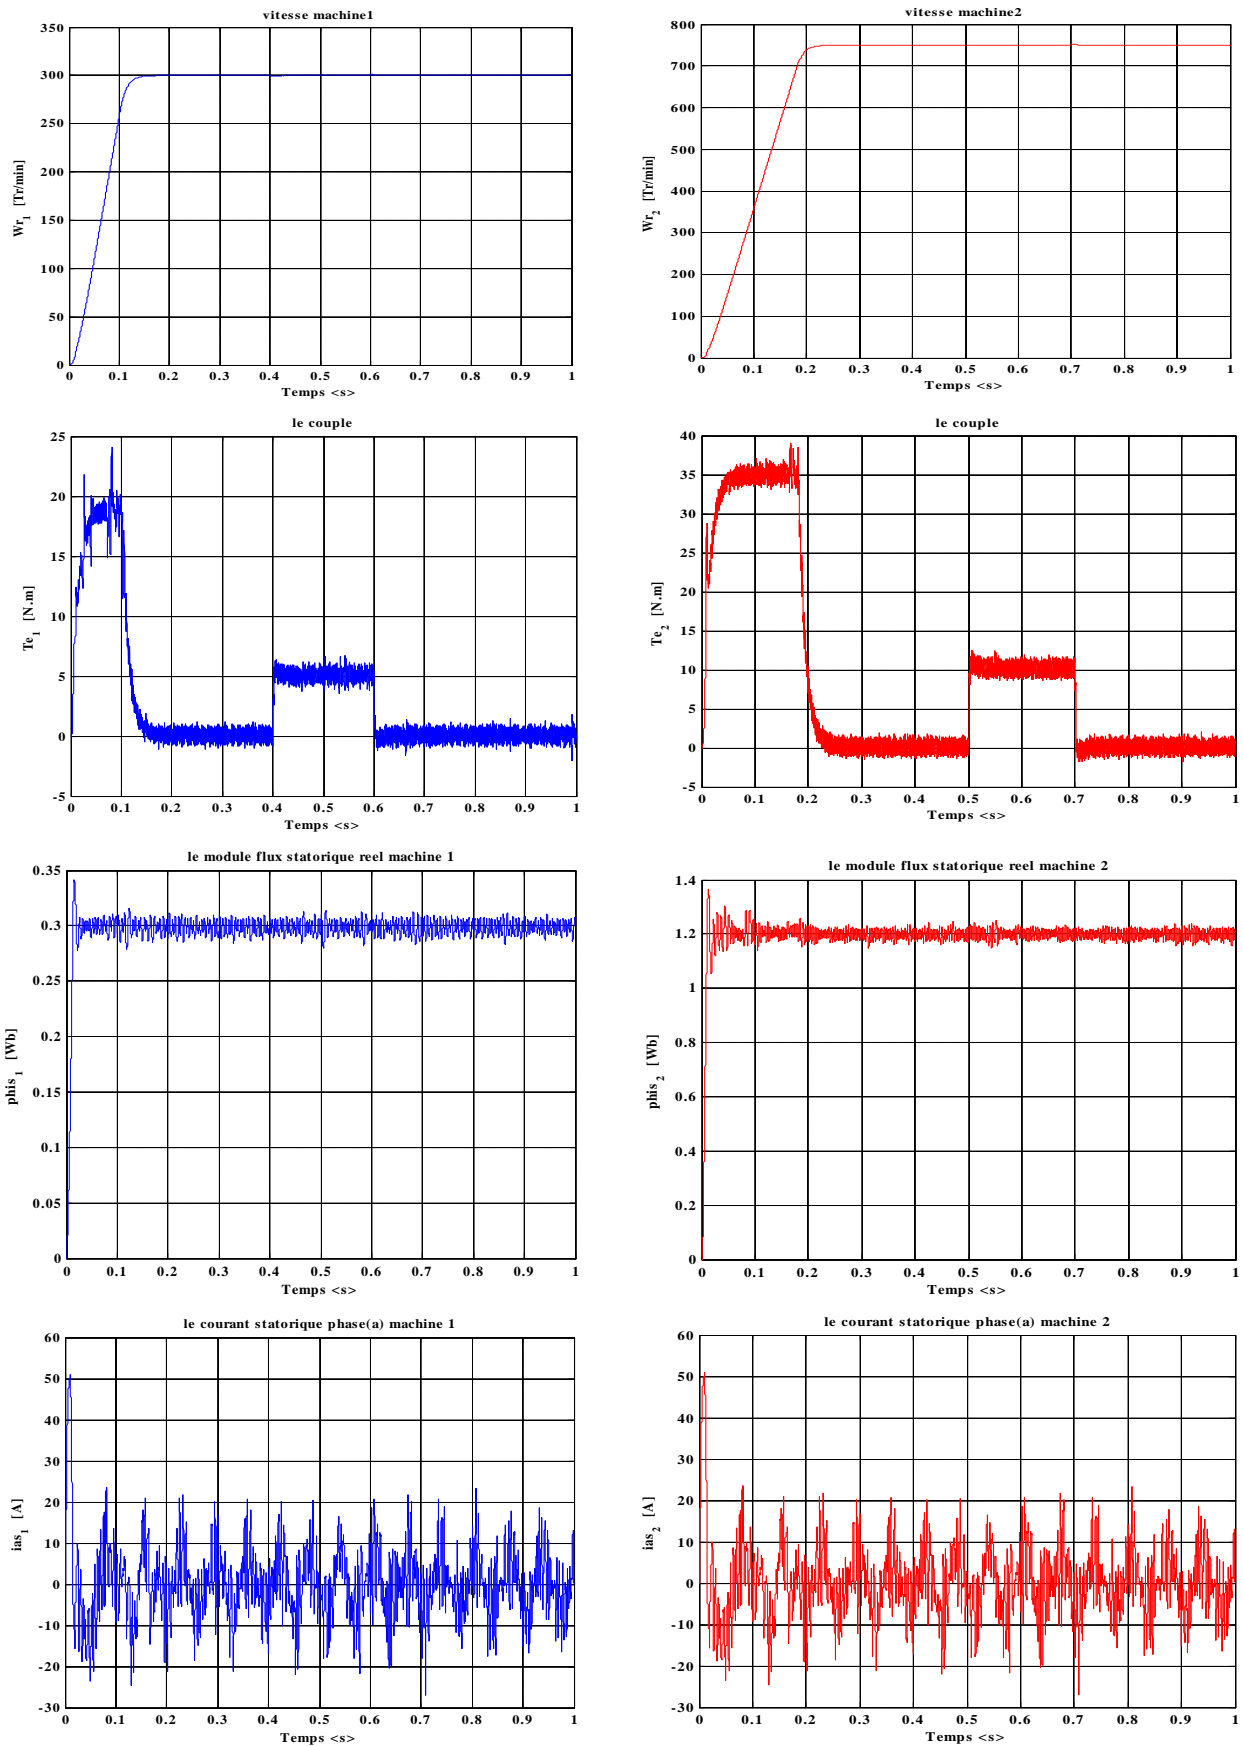 vitesse machine1
350
300
250
200
150
100
50
0
Wr1 [Tr/min]
0 0.1 0.2 0.3 0.4 0.5 0.6 0.7 0.8 0.9 1
Temps <s>
vitesse machine2
800
700
600
500
400
300
200
100
0
Wr2 [Tr/min]
0 0.1 0.2 0.3 0.4 0.5 0.6 0.7 0.8 0.9 1
Temps <s>
le couple
25
20
15
10
5
0
-5
Te1 [N.m]
0 0.1 0.2 0.3 0.4 0.5 0.6 0.7 0.8 0.9 1
Temps <s>
le couple
40
35
30
25
20
15
10
5
0
-5
Te2 [N.m]
0 0.1 0.2 0.3 0.4 0.5 0.6 0.7 0.8 0.9 1
Temps <s>
le module flux statorique reel machine 1
0.35
0.3
0.25
0.2
0.15
0.1
0.05
0
phis1 [Wb]
0 0.1 0.2 0.3 0.4 0.5 0.6 0.7 0.8 0.9 1
Temps <s>
le module flux statorique reel machine 2
1.4
1.2
1
0.8
0.6
0.4
0.2
0
phis2 [Wb]
0 0.1 0.2 0.3 0.4 0.5 0.6 0.7 0.8 0.9 1
Temps <s>
le courant statorique phase(a) machine 1
60
50
40
30
20
10
0
-10
-20
-30
ias1 [A]
0 0.1 0.2 0.3 0.4 0.5 0.6 0.7 0.8 0.9 1
Temps <s>
le courant statorique phase(a) machine 2
60
50
40
30
20
10
0
-10
-20
-30
ias2 [A]
0 0.1 0.2 0.3 0.4 0.5 0.6 0.7 0.8 0.9 1
Temps <s>